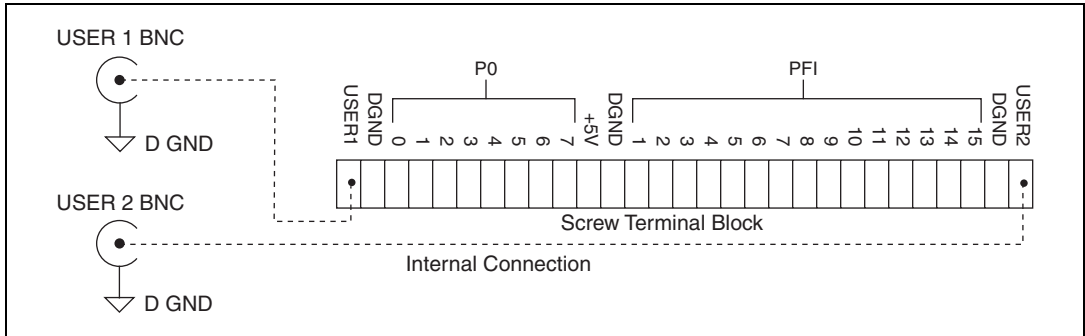 USER 1 BNC
D GND
USER 2 BNC
D GND
P0
PFI
USER1
DGND
0
1
2
3
4
5
6
7
+5V
DGND
1
2
3
4
5
6
7
8
9
10
11
12
13
14
15
DGND
USER2
Screw Terminal Block
Internal Connection